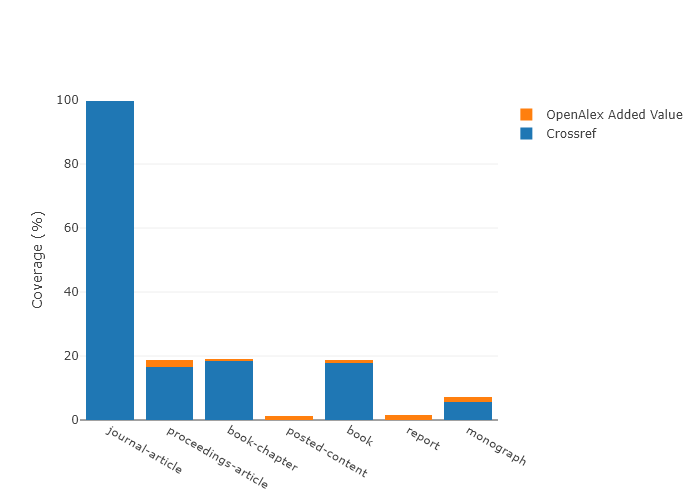 100
80
60
40
20
0
Coverage (%)
journal-article
proceedings-article
book-chapter
posted-content
book
report
monograph
OpenAlex Added Value
Crossref